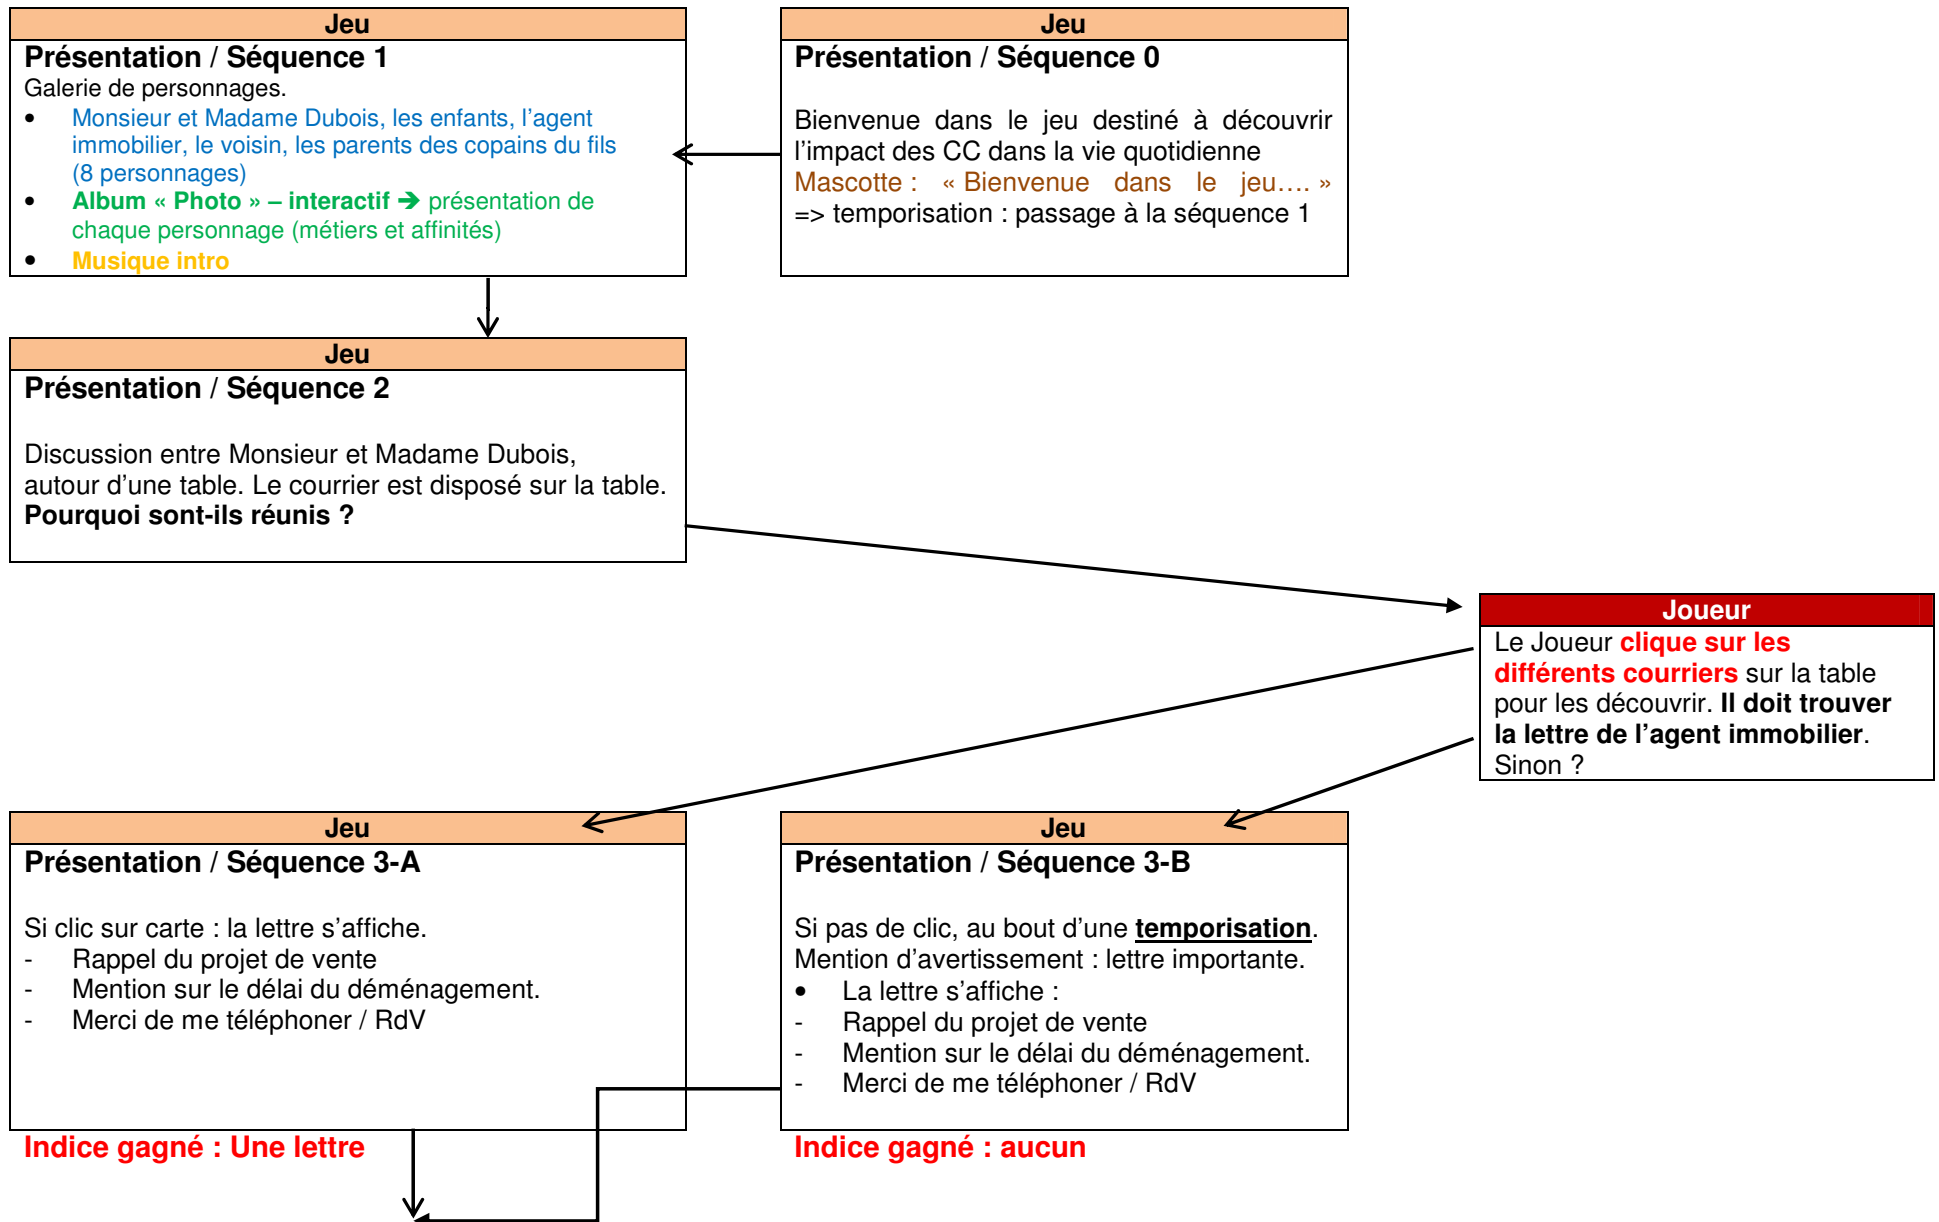 Jeu
Présentation / Séquence 1
Galerie de personnages.
• Monsieur et Madame Dubois, les enfants, l’agent
immobilier, le voisin, les parents des copains du fils
(8 personnages)
• Album « Photo » – interactif ➔ présentation de
chaque personnage (métiers et affinités)
• Musique intro
Jeu
Présentation / Séquence 0
Bienvenue dans le jeu destiné à découvrir
l’impact des CC dans la vie quotidienne
Mascotte : « Bienvenue dans le jeu…. »
=> temporisation : passage à la séquence 1
Jeu
Présentation / Séquence 2
Discussion entre Monsieur et Madame Dubois,
autour d’une table. Le courrier est disposé sur la table.
Pourquoi sont-ils réunis ?
Joueur
Le Joueur clique sur les
différents courriers sur la table
pour les découvrir. Il doit trouver
la lettre de l’agent immobilier.
Sinon ?
Jeu
Présentation / Séquence 3-A
Si clic sur carte : la lettre s’affiche.
- Rappel du projet de vente
- Mention sur le délai du déménagement.
- Merci de me téléphoner / RdV
Indice gagné : Une lettre
Jeu
Présentation / Séquence 3-B
Si pas de clic, au bout d’une temporisation.
Mention d’avertissement : lettre importante.
• La lettre s’affiche :
- Rappel du projet de vente
- Mention sur le délai du déménagement.
- Merci de me téléphoner / RdV
Indice gagné : aucun